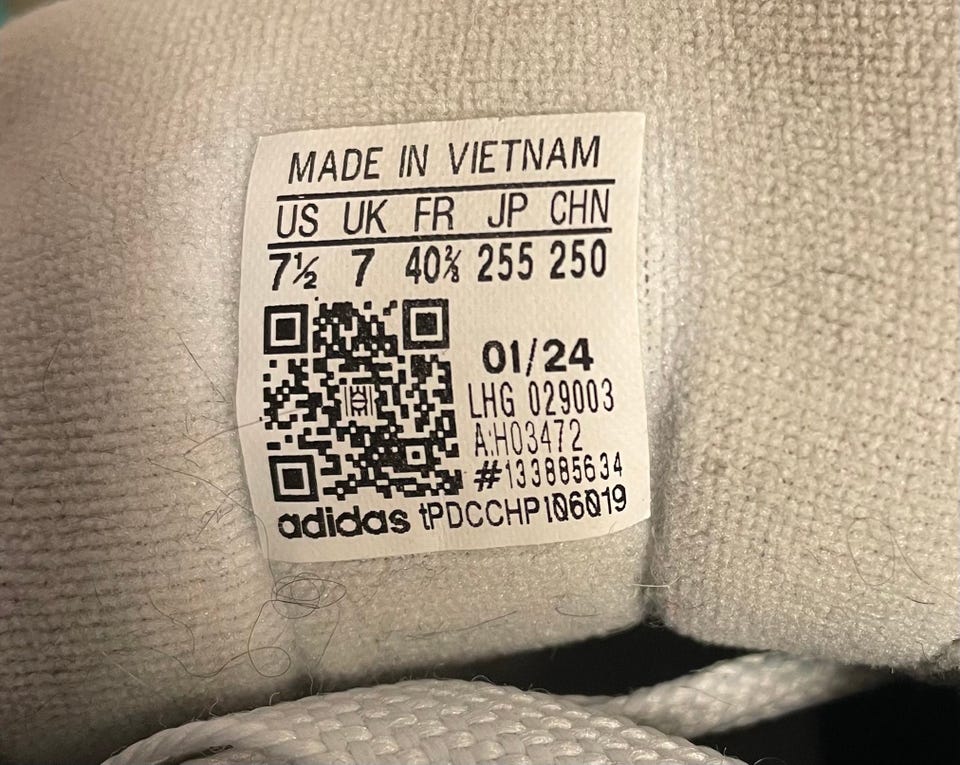 MADE IN VIETNAM
US UK FR JP CHN
7½ 7 40⅔ 255 250
01/24
LHG 029003
A:H03472
#133885634
adidas tPDCCHP106019